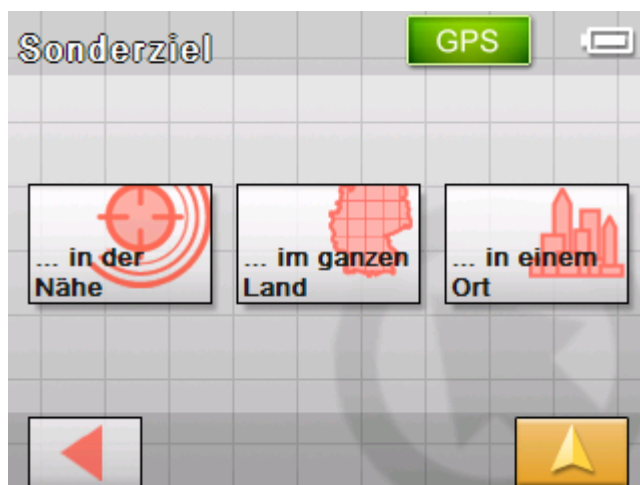 Sonderziel
GPS
... in der
Nähe
... im ganzen
Land
... in einem
Ort